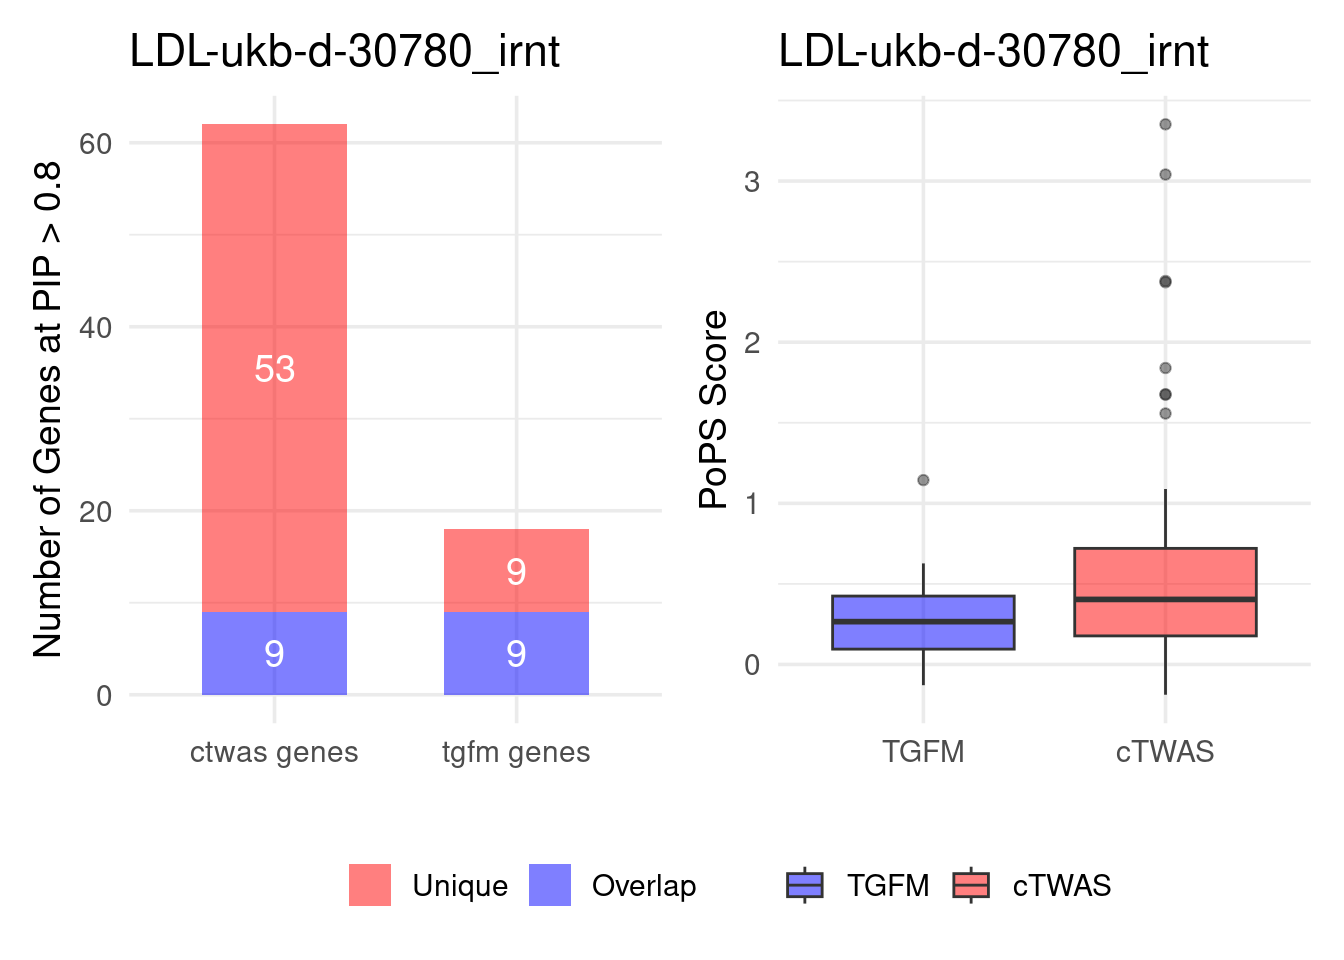 LDL-ukb-d-30780_irnt
Number of Genes at PIP > 0.8
60
40
20
0
53
9
9
9
ctwas genes
tgfm genes
Unique
Overlap
LDL-ukb-d-30780_irnt
PoPS Score
3
2
1
0
TGFM
cTWAS
TGFM
cTWAS